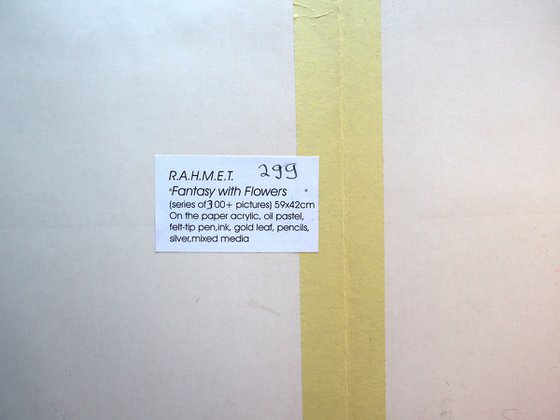 R.A.H.M.E.T. 299
"Fantasy with Flowers "
(series of 300+ pictures) 59x42cm
On the paper acrylic, oil pastel,
felt-tip pen,ink, gold leaf, pencils,
silver,mixed media